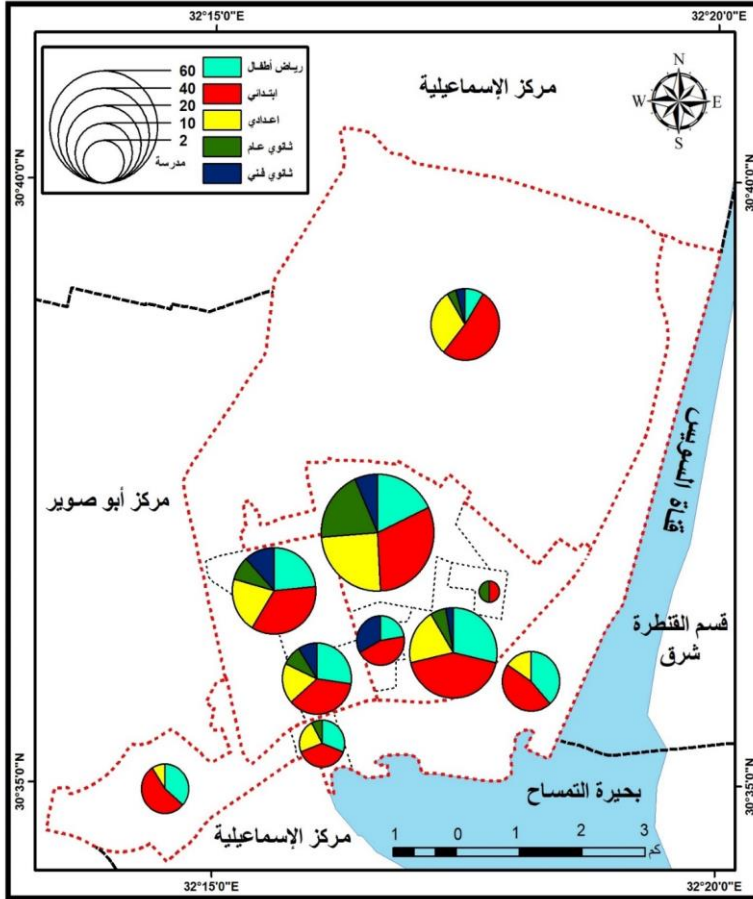 32°15'0"E
32°20'0"E
60
40
20
10
2
مدرسة
رياض أطفال
ابتدائي
اعدادي
ثانوي عام
ثانوي فني
مركز الإسماعيلية
N
W
E
S
30°40'0"N
30°40'0"N
قناة السويس
مركز أبو صوير
قسم القنطرة
شرق
بحيرة التمساح
30°35'0"N
30°35'0"N
مركز الإسماعيلية
1
0
1
2
3
كم
32°15'0"E
32°20'0"E